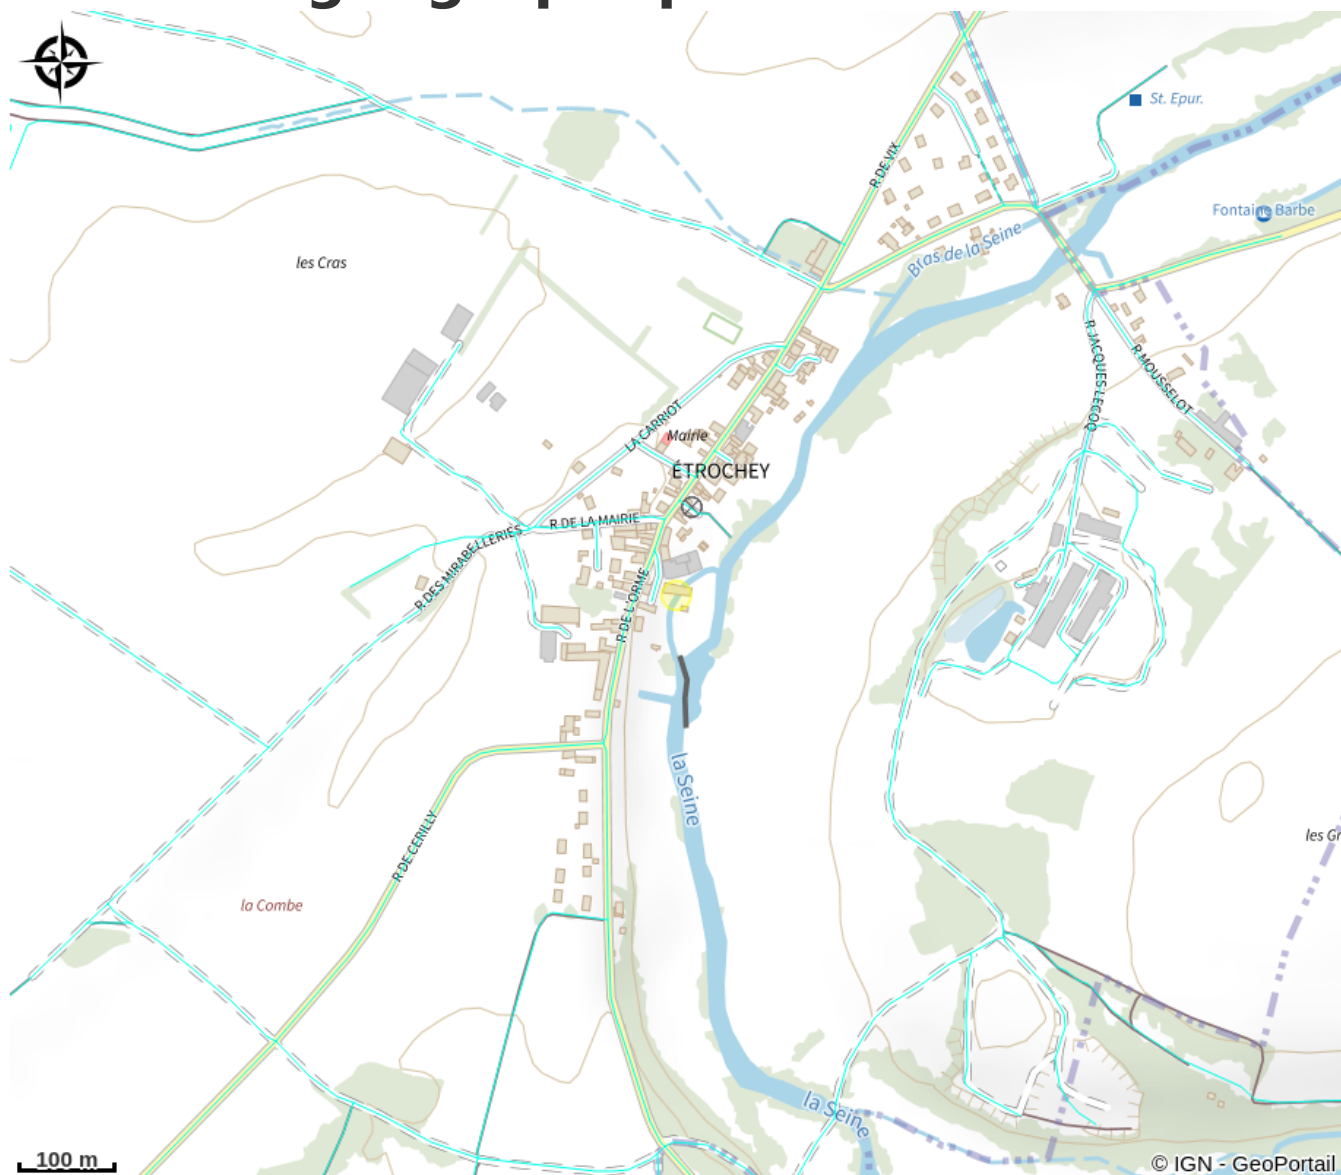 St. Epur.
R DE VIX
Fontaine Barbe
Bras de la Seine
les Cras
R JACQUES LECOQ
R MOUSSELOT
LA CARRIOT
Mairie
ÉTROCHEY
R DE LA MAIRIE
R DES MIRABELLERIES
R DE L'ORME
la Seine
R DE CERILLY
les Gr
la Combe
la Seine
100 m
© IGN - GeoPortail